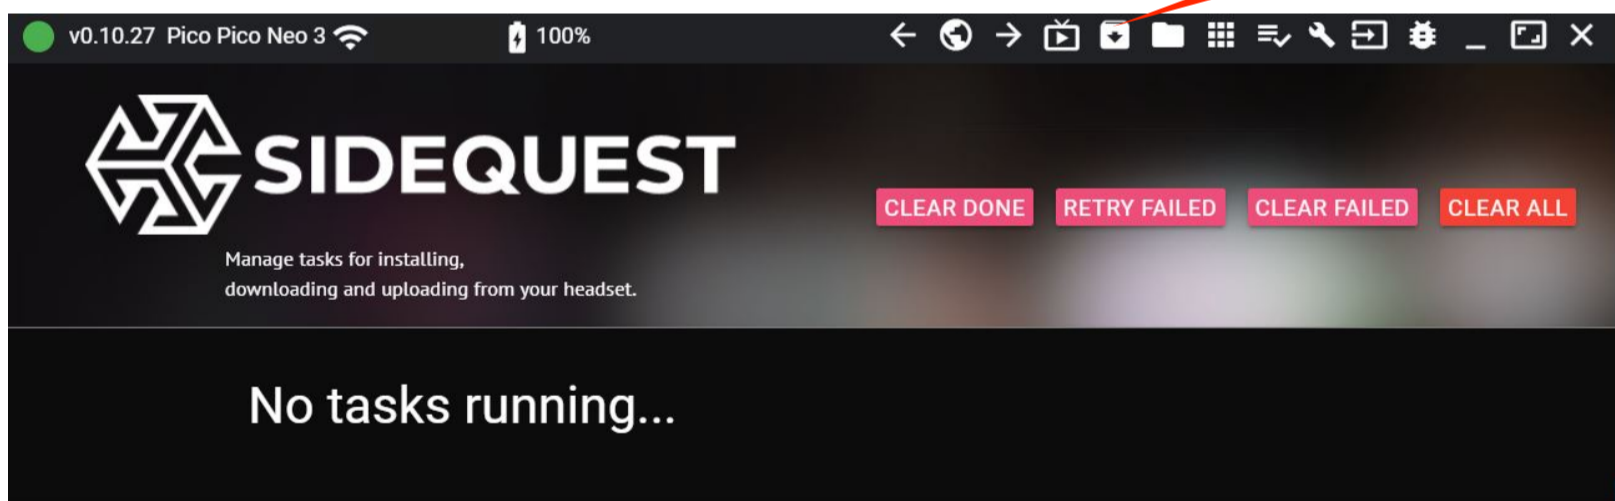 v0.10.27 Pico Pico Neo 3 100%
SIDEQUEST
CLEAR DONE RETRY FAILED CLEAR FAILED CLEAR ALL
Manage tasks for installing,
downloading and uploading from your headset.
No tasks running...